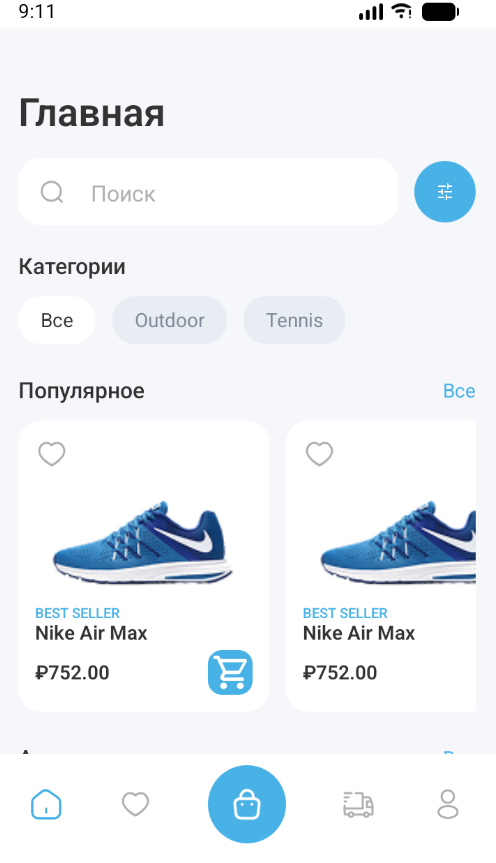 9:11
Главная
Поиск
Категории
Все Outdoor Tennis
Популярное Все
BEST SELLER BEST SELLER
Nike Air Max Nike Air Max
₽752.00 ₽752.00